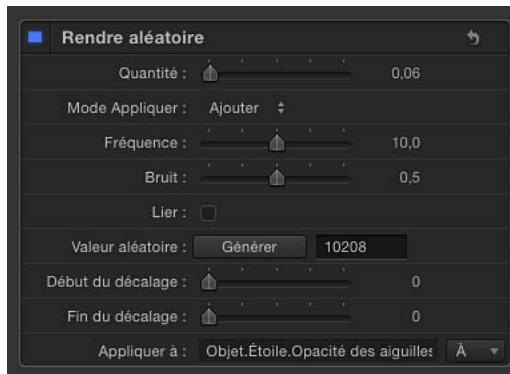 Rendre aléatoire
Quantité : 0,06
Mode Appliquer : Ajouter
Fréquence : 10,0
Bruit : 0,5
Lier :
Valeur aléatoire : Générer 10208
Début du décalage : 0
Fin du décalage : 0
Appliquer à : Objet.Étoile.Opacité des aiguilles À